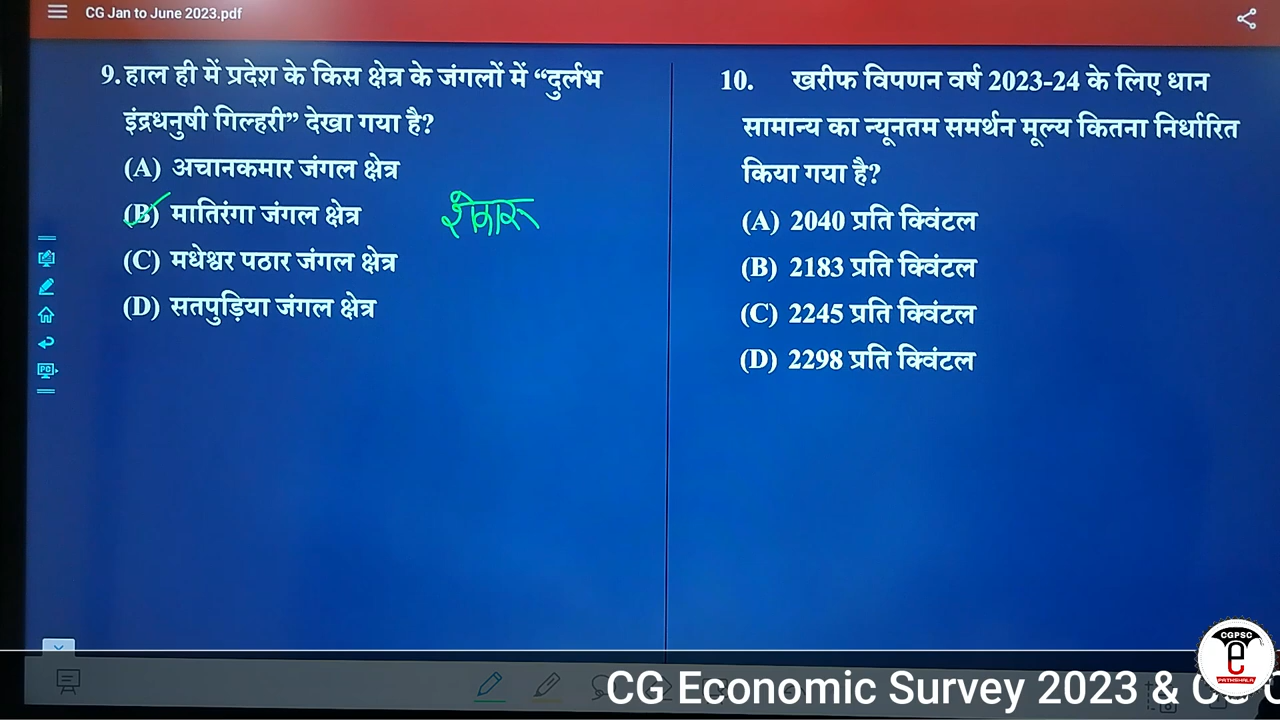 CG Jan to June 2023.pdf
9. हाल ही में प्रदेश के किस क्षेत्र के जंगलों में “दुर्लभ
इंद्रधनुषी गिल्हरी” देखा गया है?
(A) अचानकमार जंगल क्षेत्र
(B) मातिरंगा जंगल क्षेत्र
(C) मधेश्वर पठार जंगल क्षेत्र
(D) सतपुड़िया जंगल क्षेत्र
10. खरीफ विपणन वर्ष 2023-24 के लिए धान
सामान्य का न्यूनतम समर्थन मूल्य कितना निर्धारित
किया गया है?
(A) 2040 प्रति क्विंटल
(B) 2183 प्रति क्विंटल
(C) 2245 प्रति क्विंटल
(D) 2298 प्रति क्विंटल
CGPSC
e
PATHSHALA
CG Economic Survey 2023 &